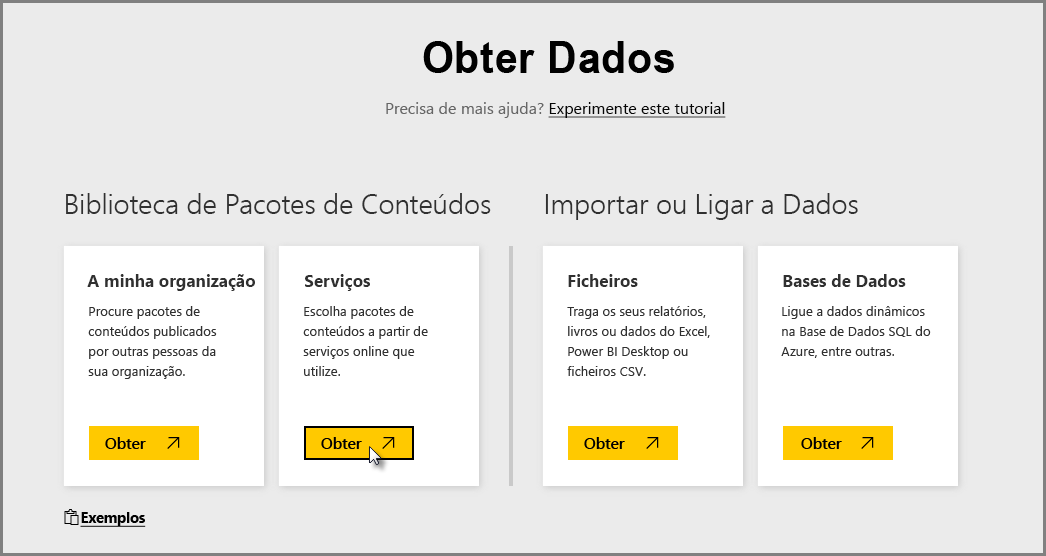 Obter Dados
Precisa de mais ajuda? Experimente este tutorial
Biblioteca de Pacotes de Conteúdos
A minha organização
Procure pacotes de
conteúdos publicados
por outras pessoas da
sua organização.
Obter
Serviços
Escolha pacotes de
conteúdos a partir de
serviços online que
utilize.
Obter
Importar ou Ligar a Dados
Ficheiros
Traga os seus relatórios,
livros ou dados do Excel,
Power BI Desktop ou
ficheiros CSV.
Obter
Bases de Dados
Ligue a dados dinâmicos
na Base de Dados SQL do
Azure, entre outras.
Obter
Exemplos